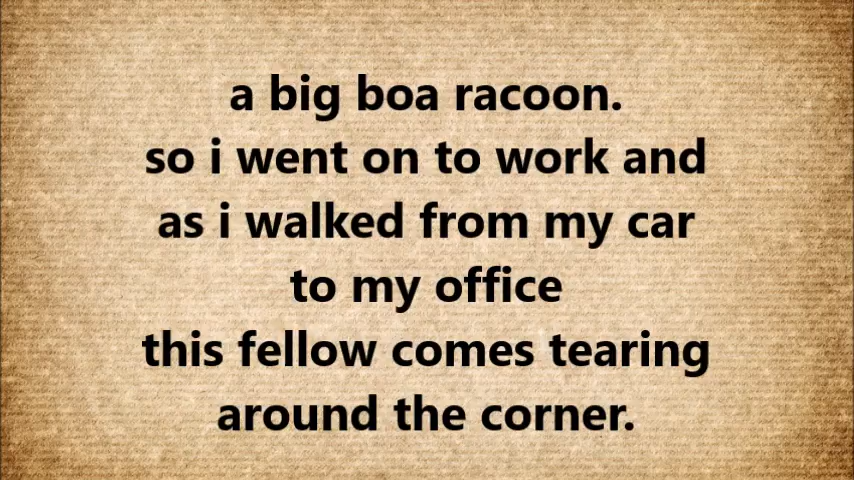 a big boa racoon.
so i went on to work and
as i walked from my car
to my office
this fellow comes tearing
around the corner.